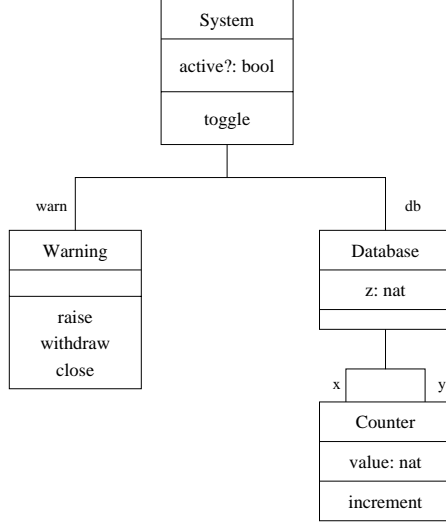 System
active?: bool
toggle
warn
db
Warning
Database
z: nat
raise
withdraw
close
x
y
Counter
value: nat
increment